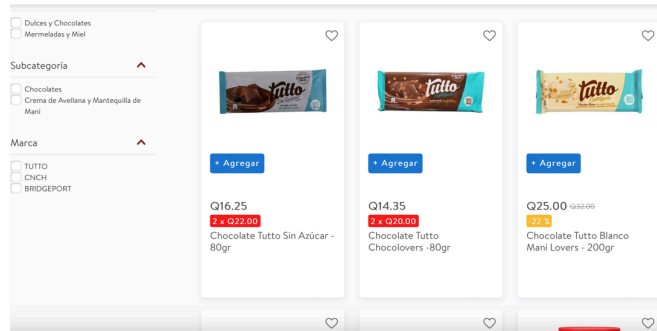 Dulces y Chocolates
Mermeladas y Miel
Subcategoría
Chocolates
Crema de Avellana y Mantequilla de
Maní
Marca
TUTTO
CNCH
BRIDGEPORT
Tutto
+ Agregar
Q16.25
2 x Q22.00
Chocolate Tutto Sin Azúcar -
80gr
Tutto
+ Agregar
Q14.35
2 x Q20.00
Chocolate Tutto
Chocolovers -80gr
Tutto
+ Agregar
Q25.00 Q32.00
-22 %
Chocolate Tutto Blanco
Mani Lovers - 200gr